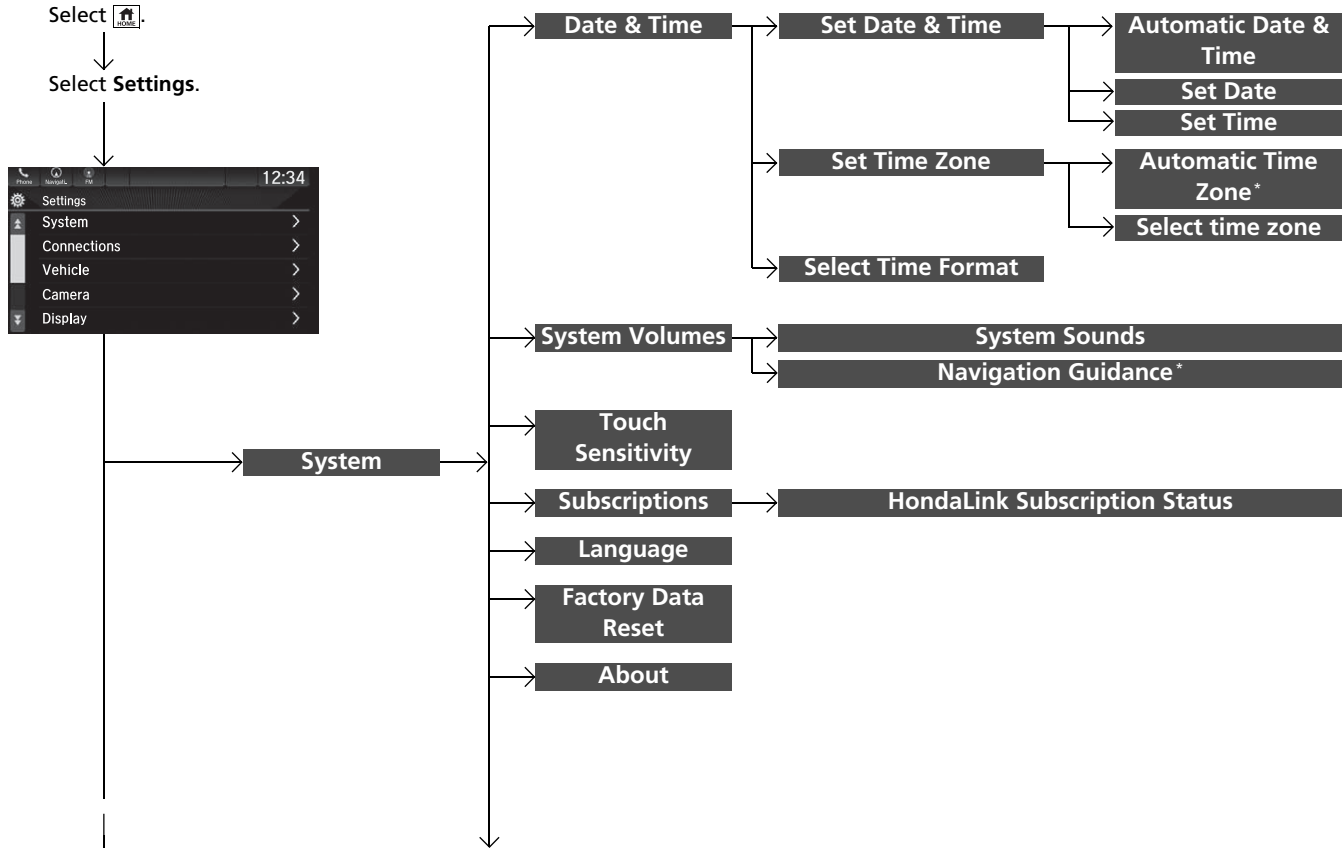 Select HOME.
Select Settings.
Phone Navigati.. FM 12:34
Settings
System
Connections
Vehicle
Camera
Display
System
Date & Time
Set Date & Time
Automatic Date &
Time
Set Date
Set Time
Set Time Zone
Automatic Time
Zone*
Select time zone
Select Time Format
System Volumes
System Sounds
Navigation Guidance*
Touch
Sensitivity
Subscriptions
HondaLink Subscription Status
Language
Factory Data
Reset
About